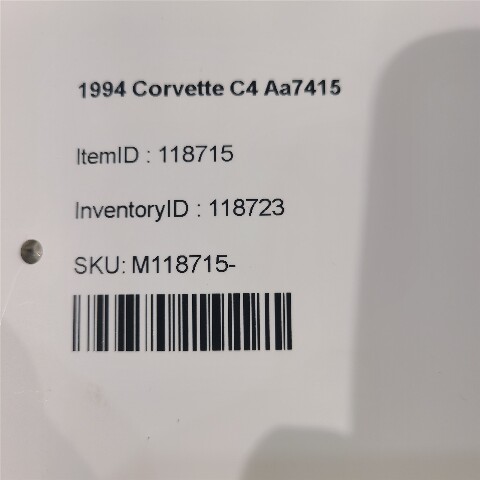 1994 Corvette C4 Aa7415
ItemID : 118715
InventoryID : 118723
SKU: M118715-